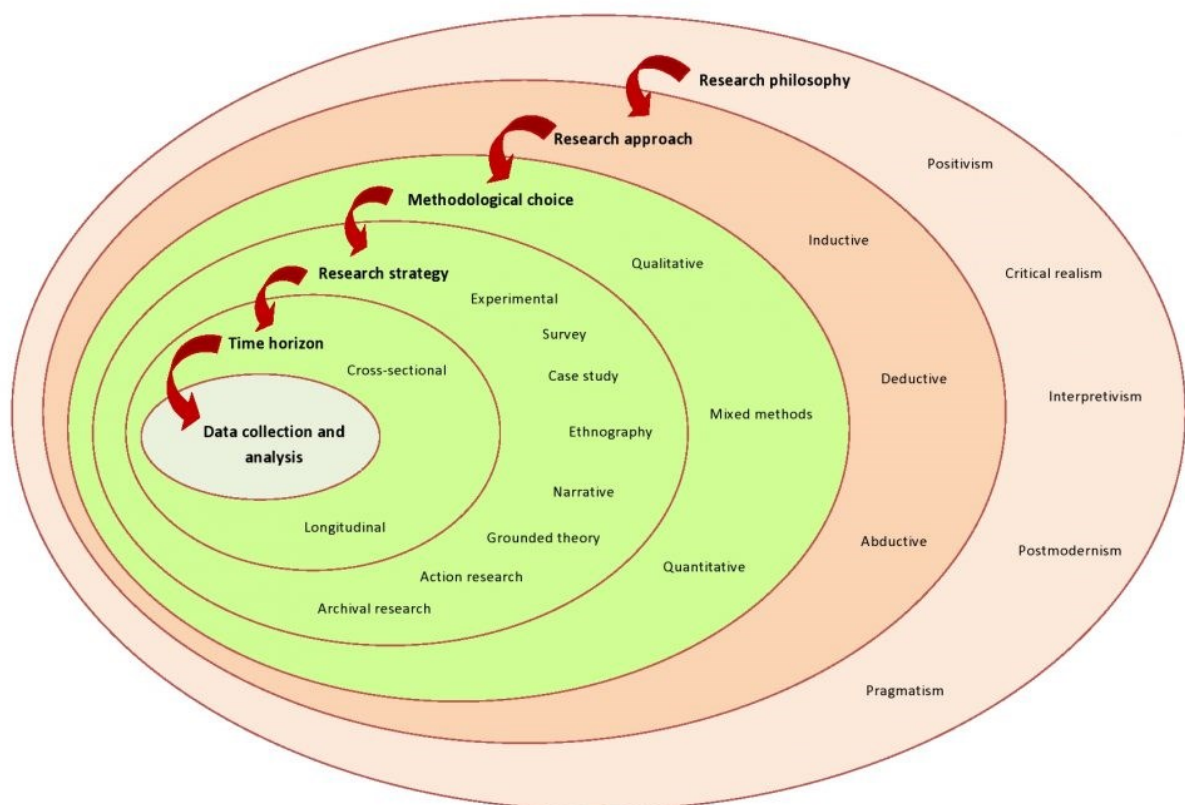 Research philosophy
Research approach
Positivism
Methodological choice
Inductive
Qualitative
Research strategy
Critical realism
Experimental
Survey
Time horizon
Cross-sectional
Case study
Deductive
Interpretivism
Mixed methods
Data collection and
analysis
Ethnography
Narrative
Longitudinal
Grounded theory
Abductive
Postmodernism
Quantitative
Action research
Archival research
Pragmatism